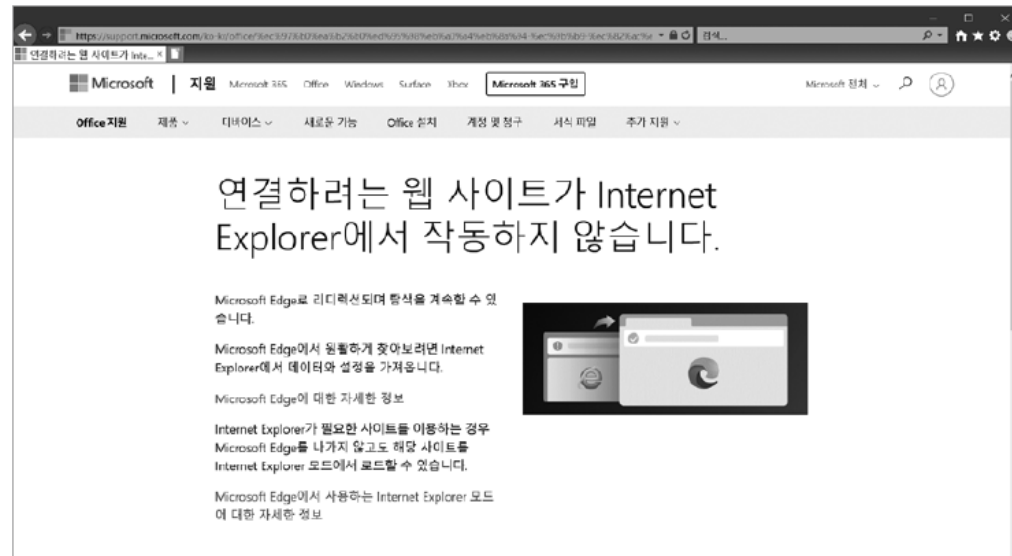 https://support.microsoft.com/ko-kr/office/
검색...
연결하려는 웹 사이트가 Inte...
Microsoft | 지원 Microsoft 365 Office Windows Surface Xbox Microsoft 365 구입 Microsoft 전체
Office 지원 제품 디바이스 새로운 기능 Office 설치 계정 및 청구 서식 파일 추가 지원
연결하려는 웹 사이트가 Internet
Explorer에서 작동하지 않습니다.
Microsoft Edge로 리디렉션되며 탐색을 계속할 수 있
습니다.
Microsoft Edge에서 원활하게 찾아보려면 Internet
Explorer에서 데이터와 설정을 가져옵니다.
Microsoft Edge에 대한 자세한 정보
Internet Explorer가 필요한 사이트를 이용하는 경우
Microsoft Edge를 나가지 않고도 해당 사이트를
Internet Explorer 모드에서 로드할 수 있습니다.
Microsoft Edge에서 사용하는 Internet Explorer 모드
에 대한 자세한 정보